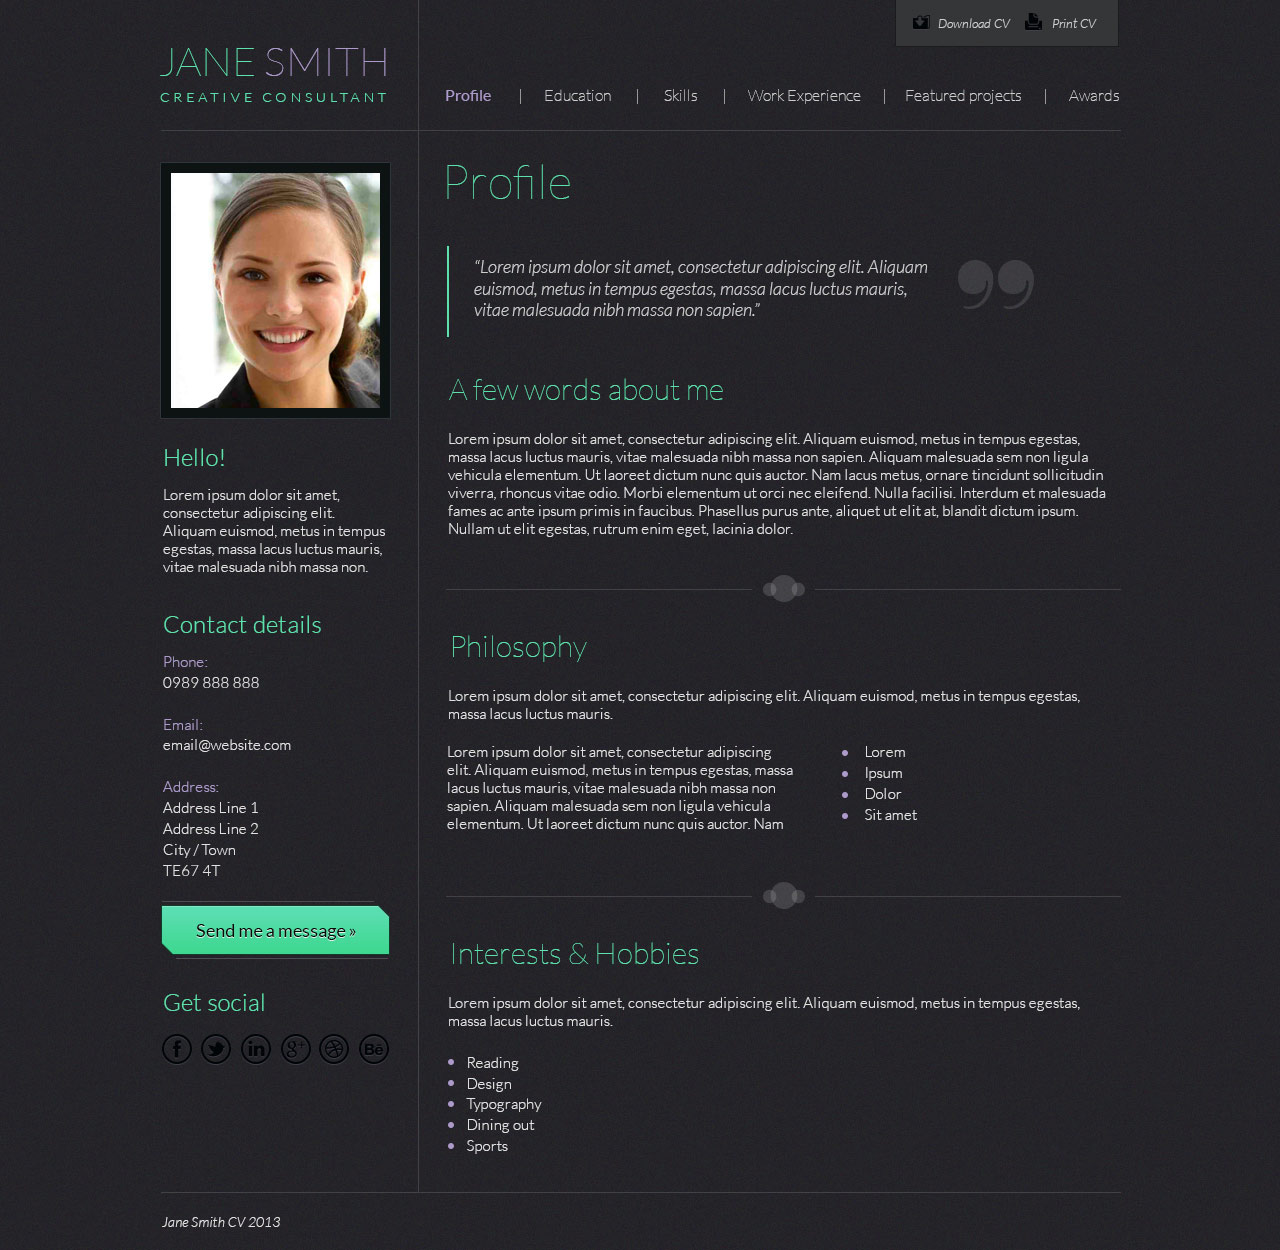 Download CV Print CV
JANE SMITH
CREATIVE CONSULTANT
Profile | Education | Skills | Work Experience | Featured projects | Awards
Hello!
Lorem ipsum dolor sit amet,
consectetur adipiscing elit.
Aliquam euismod, metus in tempus
egestas, massa lacus luctus mauris,
vitae malesuada nibh massa non.
Contact details
Phone:
0989 888 888
Email:
email@website.com
Address:
Address Line 1
Address Line 2
City / Town
TE67 4T
Send me a message »
Get social
f
in
g+
Bē
Profile
“Lorem ipsum dolor sit amet, consectetur adipiscing elit. Aliquam
euismod, metus in tempus egestas, massa lacus luctus mauris,
vitae malesuada nibh massa non sapien.”
”
A few words about me
Lorem ipsum dolor sit amet, consectetur adipiscing elit. Aliquam euismod, metus in tempus egestas,
massa lacus luctus mauris, vitae malesuada nibh massa non sapien. Aliquam malesuada sem non ligula
vehicula elementum. Ut laoreet dictum nunc quis auctor. Nam lacus metus, ornare tincidunt sollicitudin
viverra, rhoncus vitae odio. Morbi elementum ut orci nec eleifend. Nulla facilisi. Interdum et malesuada
fames ac ante ipsum primis in faucibus. Phasellus purus ante, aliquet ut elit at, blandit dictum ipsum.
Nullam ut elit egestas, rutrum enim eget, lacinia dolor.
Philosophy
Lorem ipsum dolor sit amet, consectetur adipiscing elit. Aliquam euismod, metus in tempus egestas,
massa lacus luctus mauris.
Lorem ipsum dolor sit amet, consectetur adipiscing
elit. Aliquam euismod, metus in tempus egestas, massa
lacus luctus mauris, vitae malesuada nibh massa non
sapien. Aliquam malesuada sem non ligula vehicula
elementum. Ut laoreet dictum nunc quis auctor. Nam
• Lorem
• Ipsum
• Dolor
• Sit amet
Interests & Hobbies
Lorem ipsum dolor sit amet, consectetur adipiscing elit. Aliquam euismod, metus in tempus egestas,
massa lacus luctus mauris.
• Reading
• Design
• Typography
• Dining out
• Sports
Jane Smith CV 2013